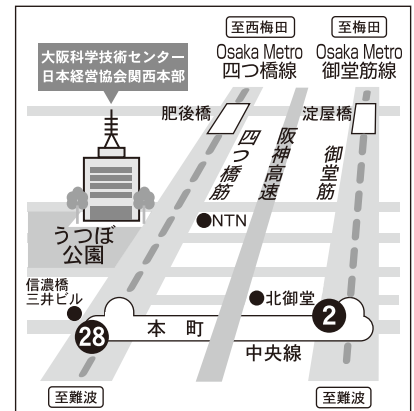 至西梅田
至梅田
Osaka Metro
四つ橋線
Osaka Metro
御堂筋線
大阪科学技術センター
日本経営協会関西本部
肥後橋
淀屋橋
四つ橋筋
阪神高速
御堂筋
NTN
うつぼ
公園
信濃橋
三井ビル
北御堂
28
本町
2
中央線
至難波
至難波